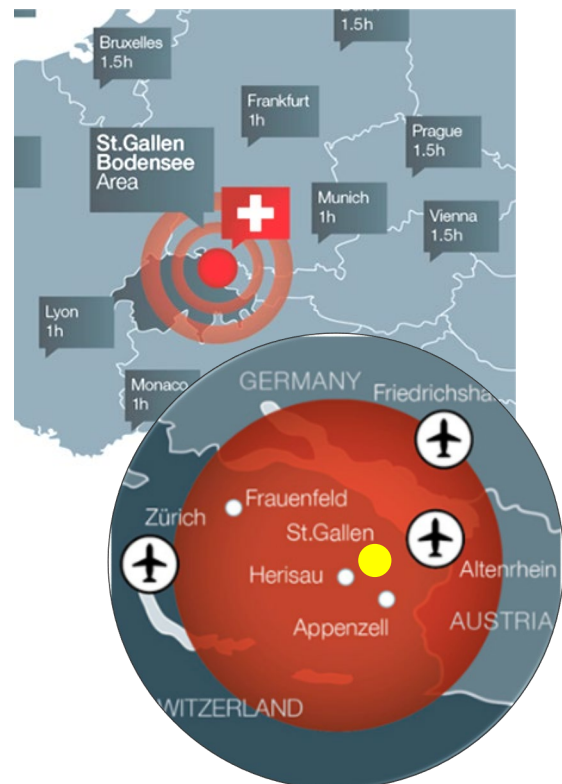 Bruxelles
1.5h
1.5h
Frankfurt
1h
St.Gallen
Bodensee
Area
Prague
1.5h
Munich
1h
Vienna
1.5h
Lyon
1h
Monaco
1h
GERMANY
Friedrichsha
Zürich
Frauenfeld
St.Gallen
Herisau
Altenrhein
Appenzell
AUSTRIA
WITZERLAND